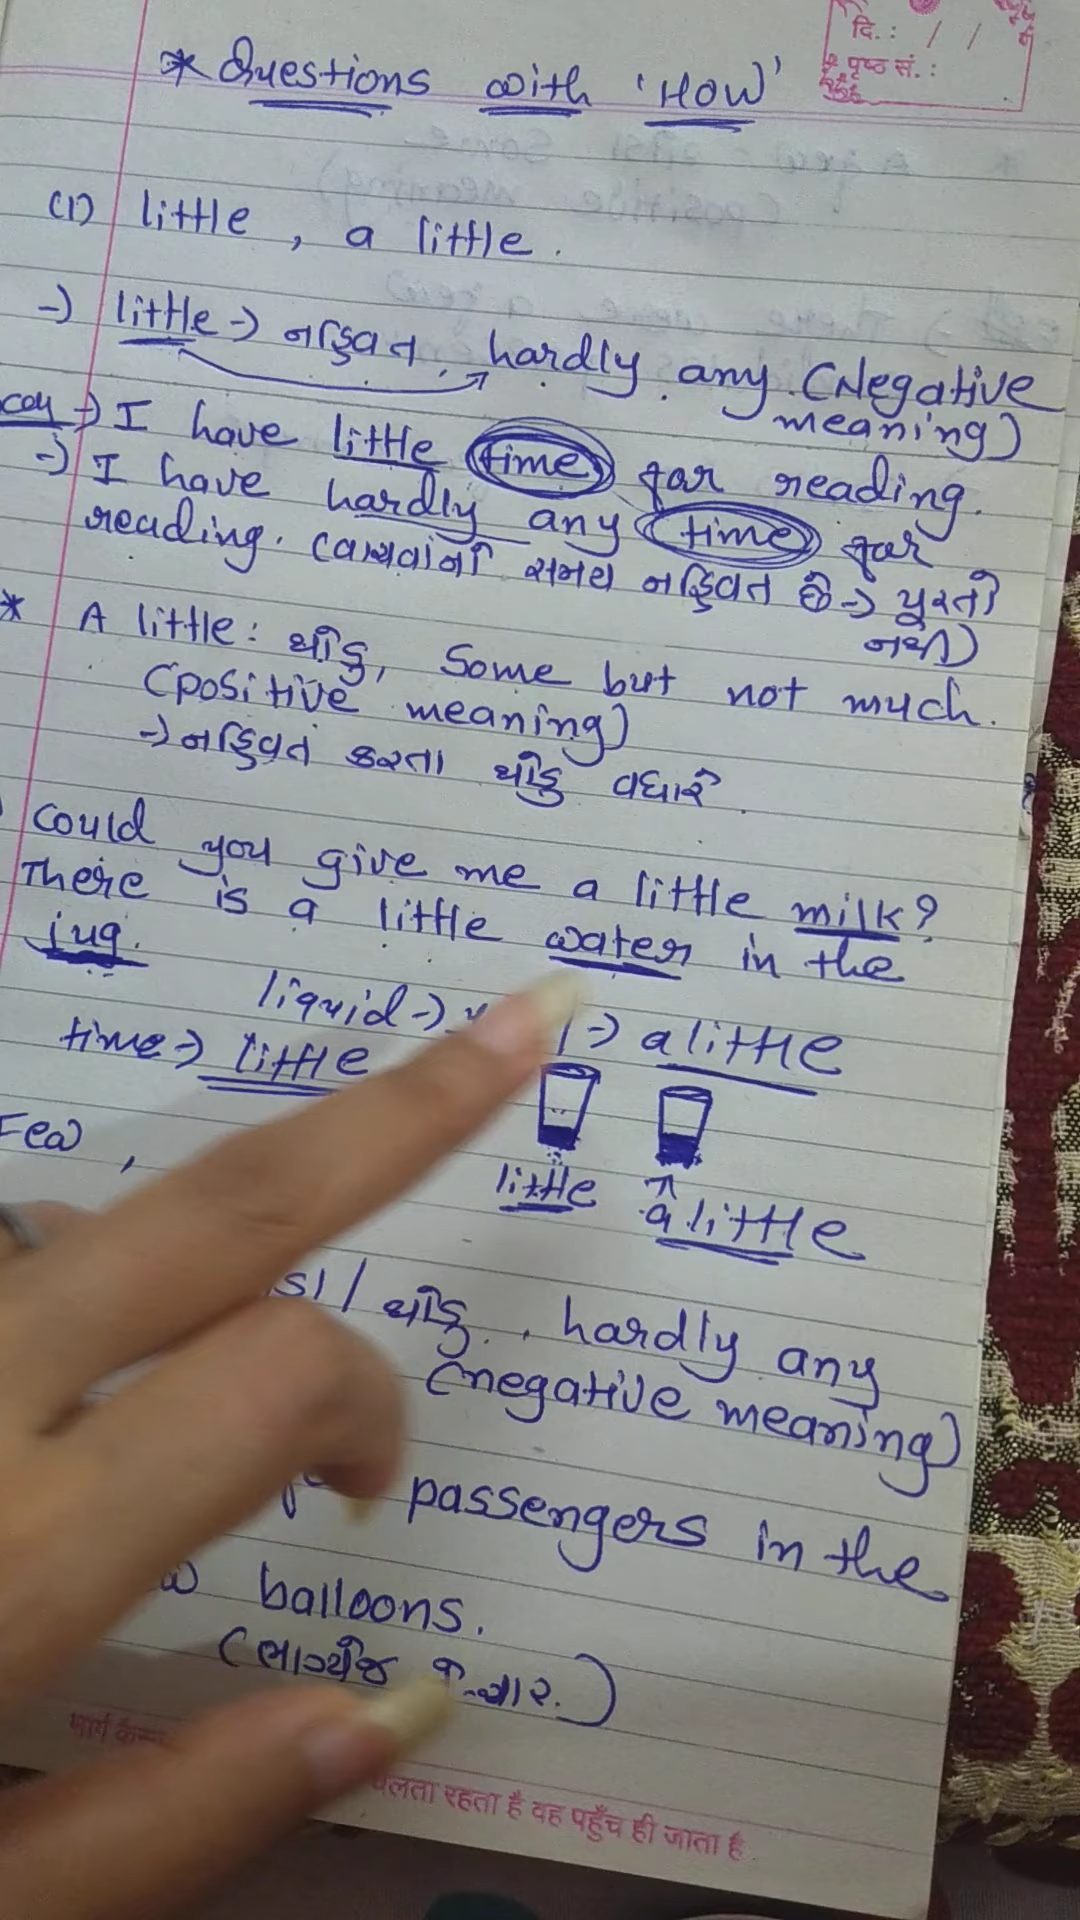 दि. : / /
पृष्ठ सं. :
* Questions with 'HOW'
(1) little , a little .
→ little → નહિવત , hardly any (Negative meaning)
→ I have little time for reading.
→ I have hardly any time for
reading. (વાચવાનો સમય નહિવત છે → પૂરતો નથી)
* A little : થોડુ, Some but not much.
(positive meaning)
→ નહિવત કરતા થોડુ વધારે .
Could you give me a little milk?
There is a little water in the
jug.
liquid → → a little
time → little
little
a little
Few ,
થોડુ . , hardly any
(negative meaning)
passengers in the
balloons.
(ભાગ્યેજ
चलता रहता है वह पहुँच ही जाता है